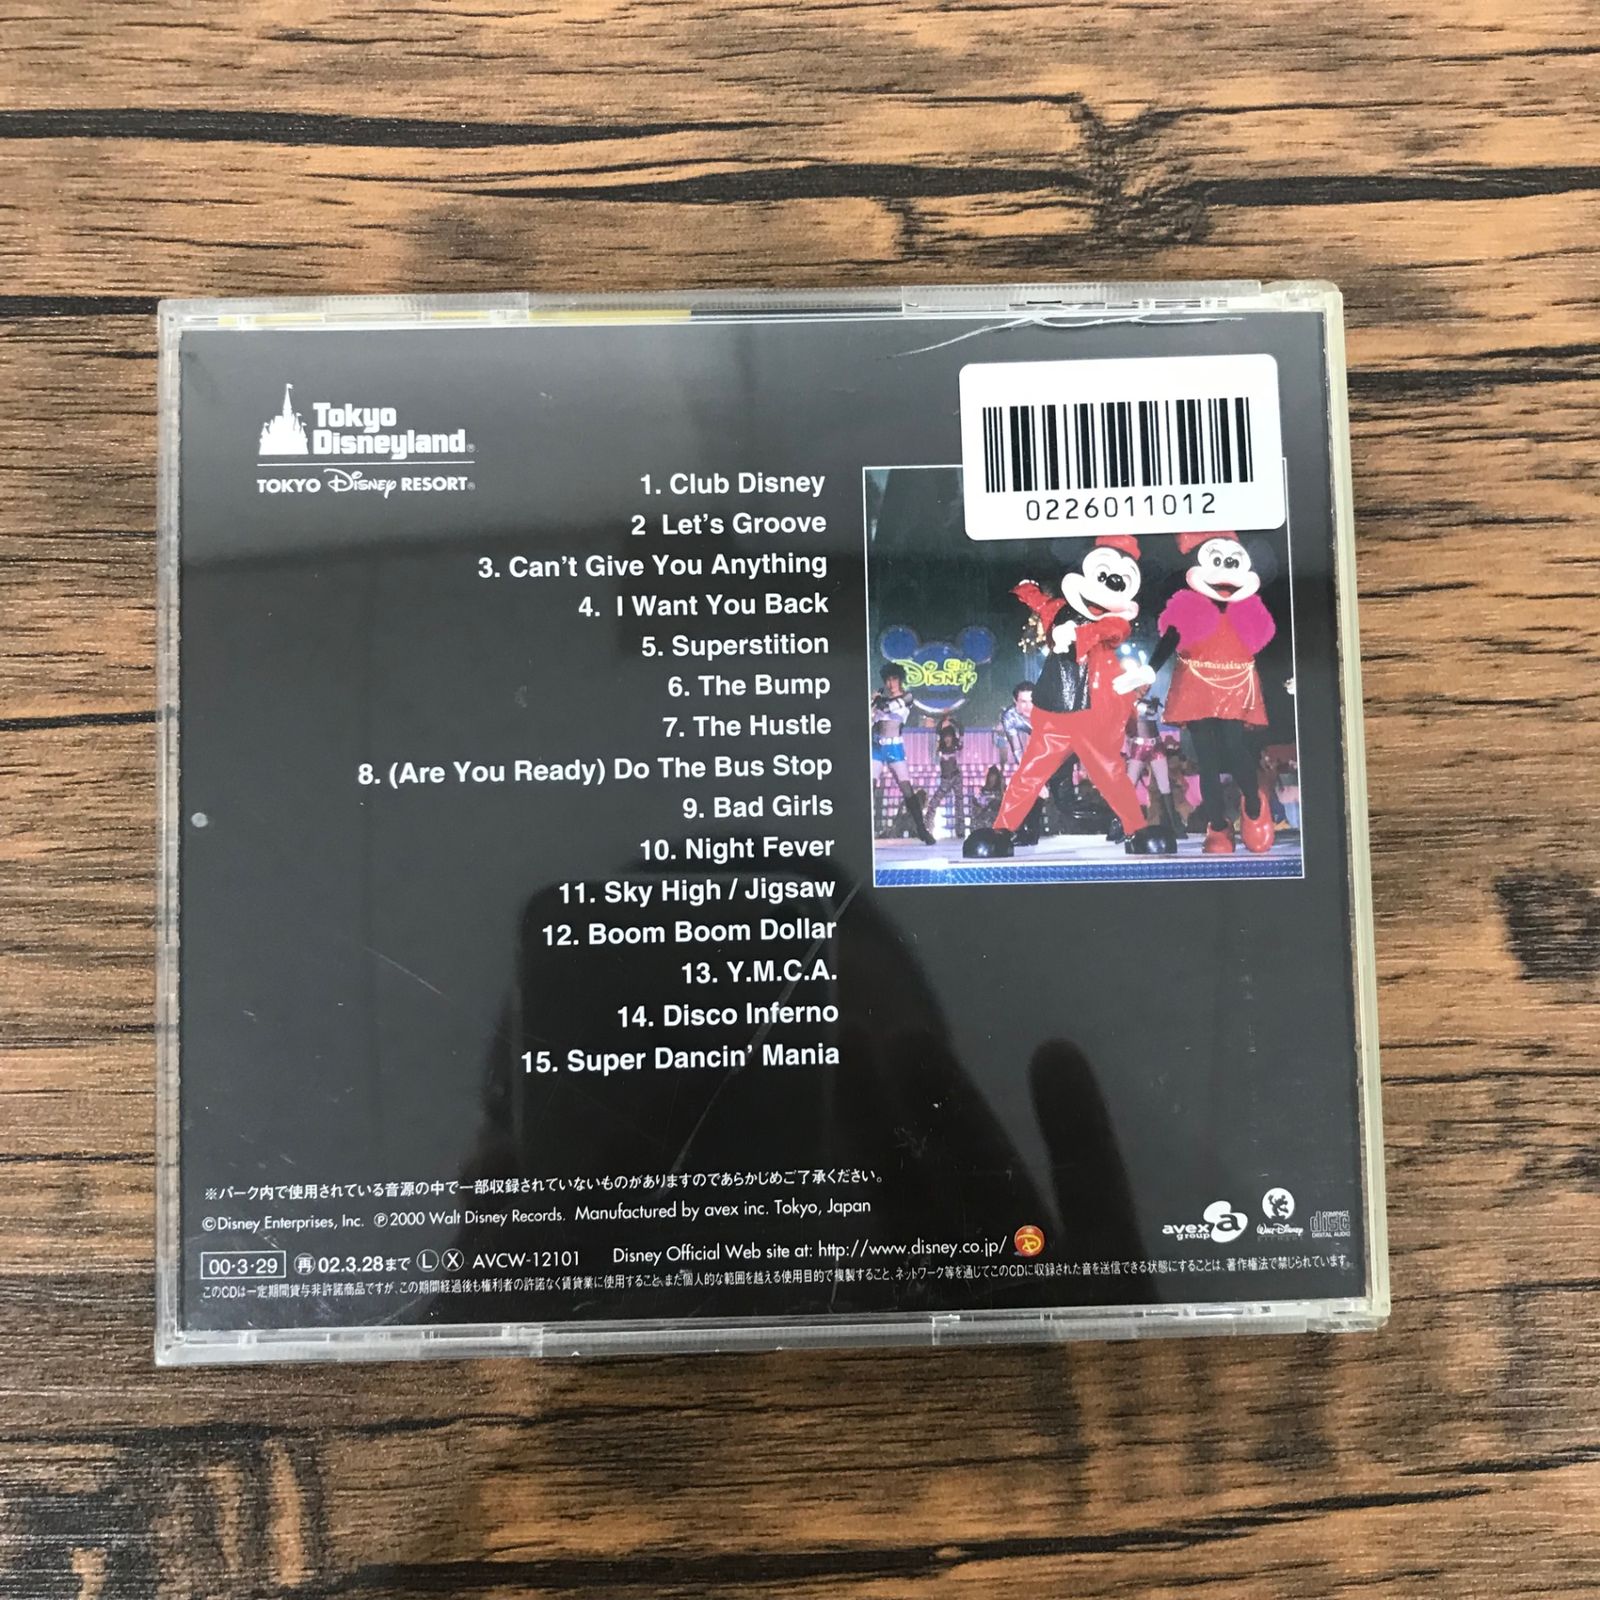 Tokyo
Disneyland®
TOKYO Disney RESORT®
0226011012
1. Club Disney
2 Let's Groove
3. Can't Give You Anything
4. I Want You Back
5. Superstition
6. The Bump
7. The Hustle
8. (Are You Ready) Do The Bus Stop
9. Bad Girls
10. Night Fever
11. Sky High / Jigsaw
12. Boom Boom Dollar
13. Y.M.C.A.
14. Disco Inferno
15. Super Dancin' Mania
Club
Disney
※パーク内で使用されている音源の中で一部収録されていないものがありますのであらかじめご了承ください。
©Disney Enterprises, Inc. ℗2000 Walt Disney Records. Manufactured by avex inc. Tokyo, Japan
avex
group
Walt Disney
RECORDS
COMPACT
disc
DIGITAL AUDIO
00·3·29 再 02.3.28まで Ⓛ Ⓧ AVCW-12101 Disney Official Web site at: http://www.disney.co.jp/
このCDは一定期間貸与非許諾商品ですが、この期間経過後も権利者の許諾なく賃貸業に使用すること、また個人的な範囲を越える使用目的で複製すること、ネットワーク等を通じてこのCDに収録された音を送信できる状態にすることは、著作権法で禁じられています。